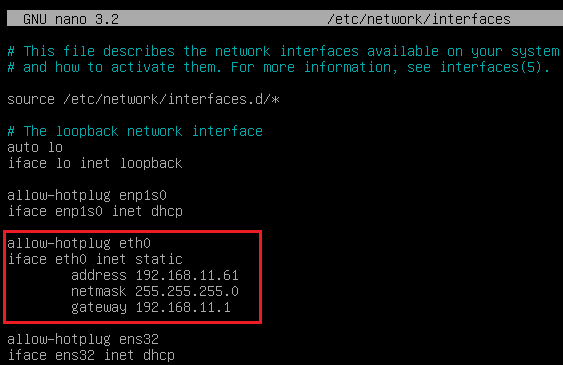 GNU nano 3.2 /etc/network/interfaces
# This file describes the network interfaces available on your system
# and how to activate them. For more information, see interfaces(5).
source /etc/network/interfaces.d/*
# The loopback network interface
auto lo
iface lo inet loopback
allow-hotplug enp1s0
iface enp1s0 inet dhcp
allow-hotplug eth0
iface eth0 inet static
address 192.168.11.61
netmask 255.255.255.0
gateway 192.168.11.1
allow-hotplug ens32
iface ens32 inet dhcp